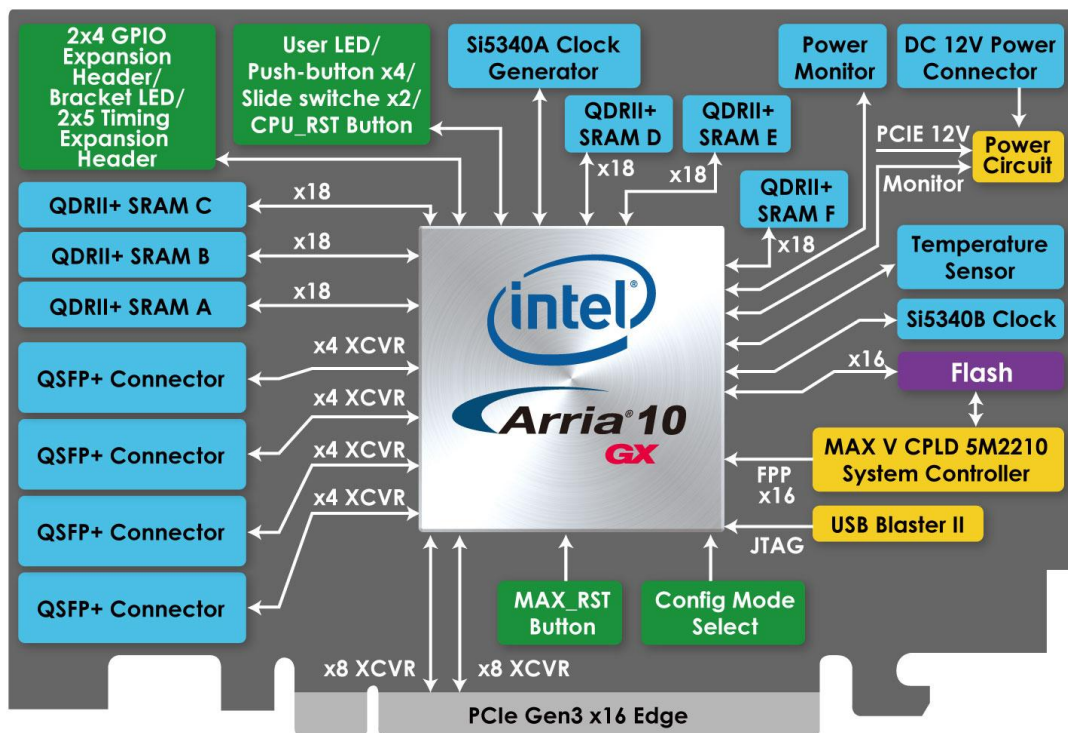 2x4 GPIO
Expansion
Header/
Bracket LED/
2x5 Timing
Expansion
Header
User LED/
Push-button x4/
Slide switche x2/
CPU_RST Button
Si5340A Clock
Generator
Power
Monitor
DC 12V Power
Connector
QDRII+
SRAM D
QDRII+
SRAM E
PCIE 12V
Power
Circuit
Monitor
x18
x18
QDRII+
SRAM F
x18
QDRII+ SRAM C
x18
QDRII+ SRAM B
x18
QDRII+ SRAM A
x18
Temperature
Sensor
Si5340B Clock
x16
Flash
QSFP+ Connector
x4 XCVR
QSFP+ Connector
x4 XCVR
QSFP+ Connector
x4 XCVR
QSFP+ Connector
x4 XCVR
intel®
Arria® 10
GX
MAX V CPLD 5M2210
System Controller
FPP
x16
USB Blaster II
JTAG
MAX_RST
Button
Config Mode
Select
x8 XCVR
x8 XCVR
PCIe Gen3 x16 Edge